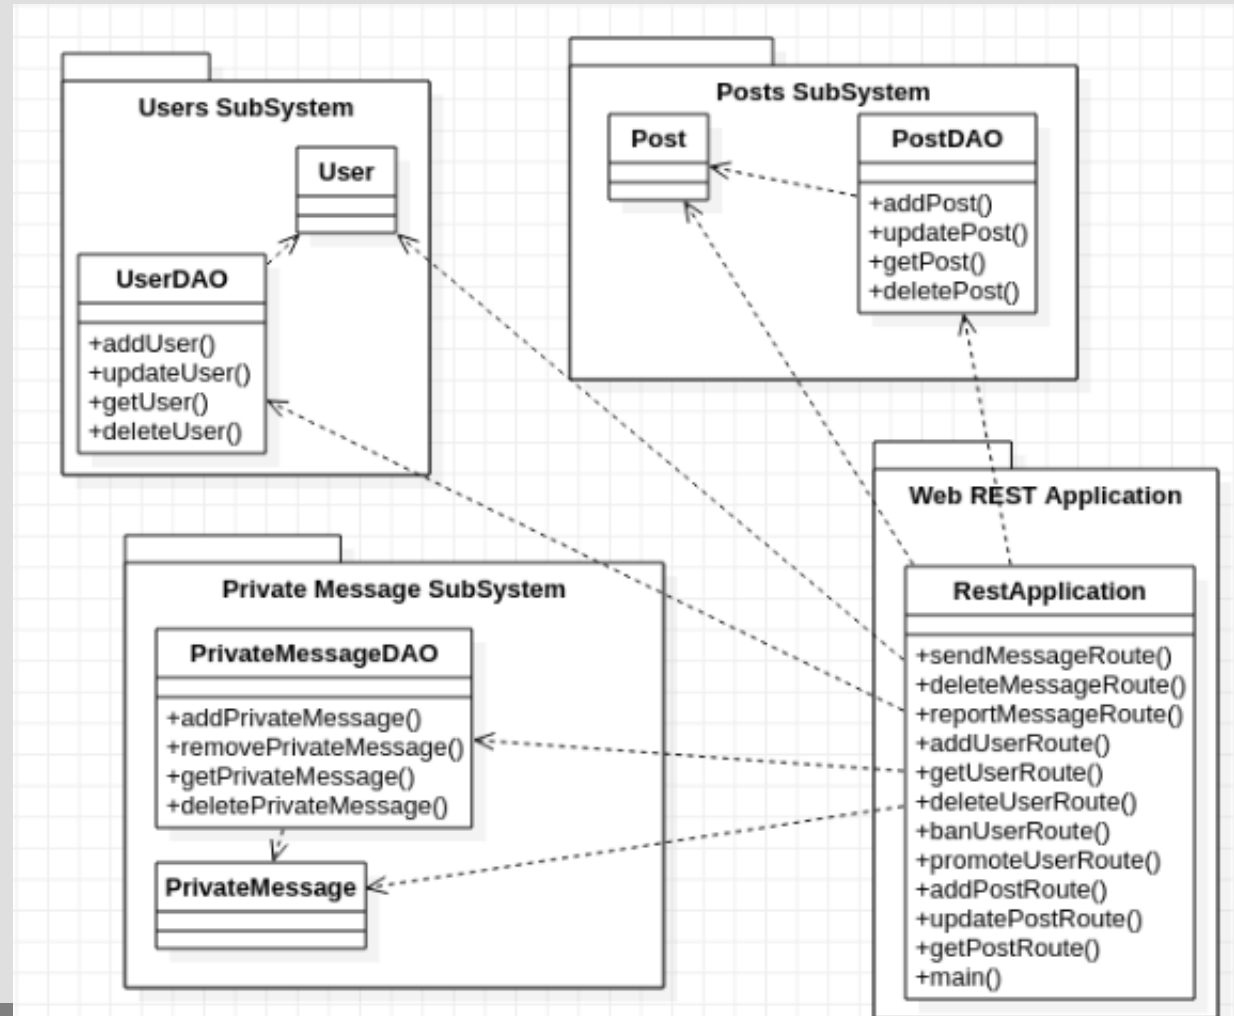 Users SubSystem
User
UserDAO
+addUser()
+updateUser()
+getUser()
+deleteUser()
Posts SubSystem
Post
PostDAO
+addPost()
+updatePost()
+getPost()
+deletePost()
Private Message SubSystem
PrivateMessageDAO
+addPrivateMessage()
+removePrivateMessage()
+getPrivateMessage()
+deletePrivateMessage()
PrivateMessage
Web REST Application
RestApplication
+sendMessageRoute()
+deleteMessageRoute()
+reportMessageRoute()
+addUserRoute()
+getUserRoute()
+deleteUserRoute()
+banUserRoute()
+promoteUserRoute()
+addPostRoute()
+updatePostRoute()
+getPostRoute()
+main()